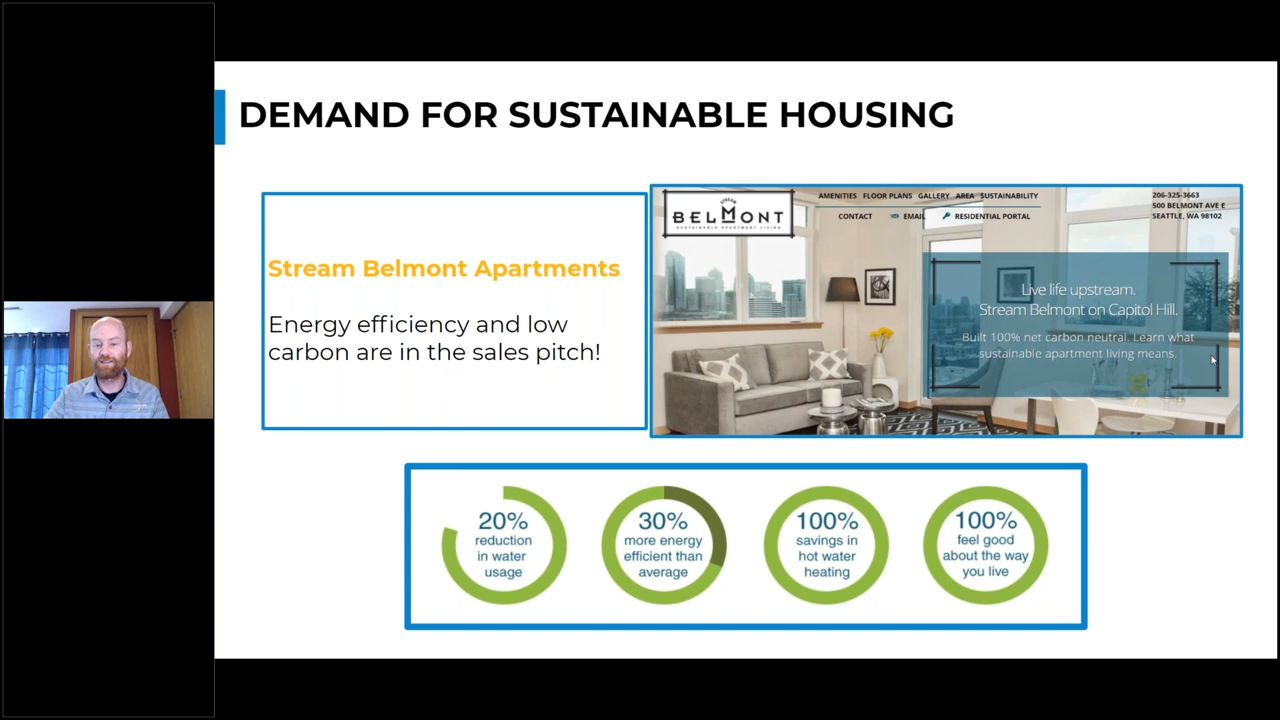 DEMAND FOR SUSTAINABLE HOUSING
Stream Belmont Apartments
Energy efficiency and low
carbon are in the sales pitch!
STREAM
BELMONT
SUSTAINABLE APARTMENT LIVING
AMENITIES FLOOR PLANS GALLERY AREA SUSTAINABILITY
CONTACT EMAIL RESIDENTIAL PORTAL
206-325-3663
500 BELMONT AVE E
SEATTLE, WA 98102
Live life upstream.
Stream Belmont on Capitol Hill.
Built 100% net carbon neutral. Learn what
sustainable apartment living means.
20%
reduction
in water
usage
30%
more energy
efficient than
average
100%
savings in
hot water
heating
100%
feel good
about the way
you live